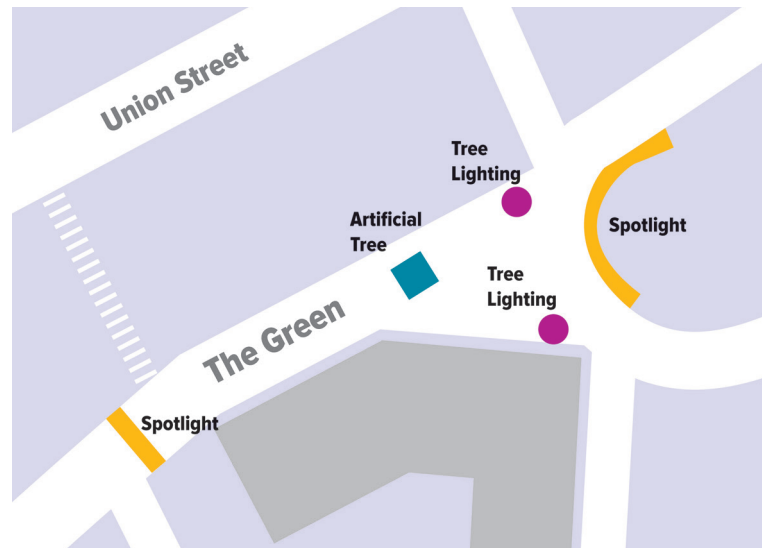 Union Street
Tree
Lighting
Artificial
Tree
Spotlight
Tree
Lighting
The Green
Spotlight